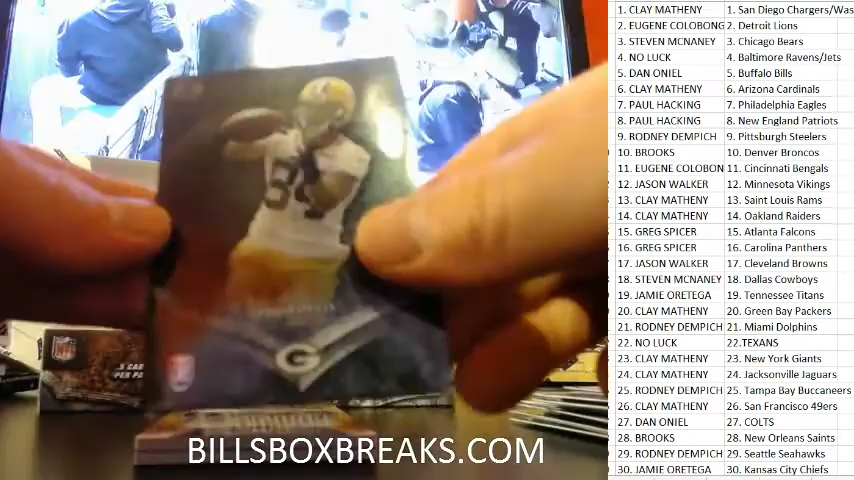 1. CLAY MATHENY 1. San Diego Chargers/Was
2. EUGENE COLOBONG 2. Detroit Lions
3. STEVEN MCNANEY 3. Chicago Bears
4. NO LUCK 4. Baltimore Ravens/Jets
5. DAN ONIEL 5. Buffalo Bills
6. CLAY MATHENY 6. Arizona Cardinals
7. PAUL HACKING 7. Philadelphia Eagles
8. PAUL HACKING 8. New England Patriots
9. RODNEY DEMPICH 9. Pittsburgh Steelers
10. BROOKS 10. Denver Broncos
11. EUGENE COLOBON 11. Cincinnati Bengals
12. JASON WALKER 12. Minnesota Vikings
13. CLAY MATHENY 13. Saint Louis Rams
14. CLAY MATHENY 14. Oakland Raiders
15. GREG SPICER 15. Atlanta Falcons
16. GREG SPICER 16. Carolina Panthers
17. JASON WALKER 17. Cleveland Browns
18. STEVEN MCNANEY 18. Dallas Cowboys
19. JAMIE ORETEGA 19. Tennessee Titans
20. CLAY MATHENY 20. Green Bay Packers
21. RODNEY DEMPICH 21. Miami Dolphins
22. NO LUCK 22.TEXANS
23. CLAY MATHENY 23. New York Giants
24. CLAY MATHENY 24. Jacksonville Jaguars
25. RODNEY DEMPICH 25. Tampa Bay Buccaneers
26. CLAY MATHENY 26. San Francisco 49ers
27. DAN ONIEL 27. COLTS
28. BROOKS 28. New Orleans Saints
29. RODNEY DEMPICH 29. Seattle Seahawks
30. JAMIE ORETEGA 30. Kansas City Chiefs
84
G
NFL
BILLSBOXBREAKS.COM